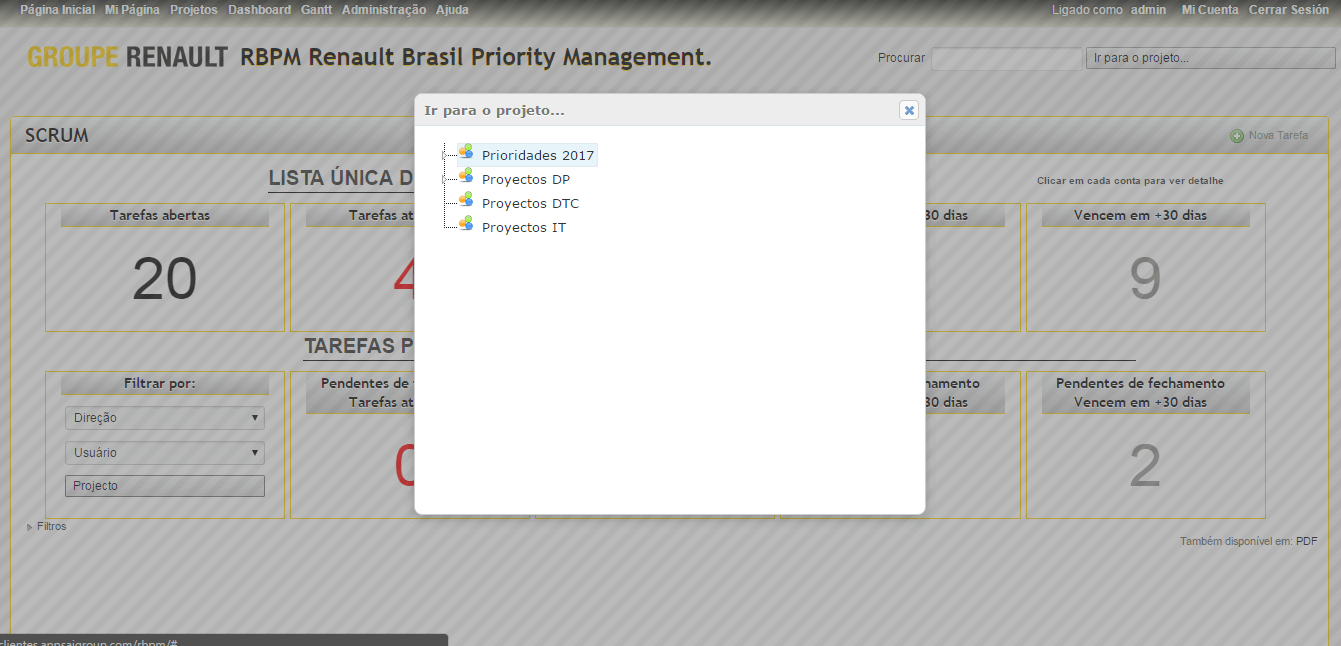 Página Inicial Mi Página Projetos Dashboard Gantt Administração Ajuda
Ligado como admin Mi Cuenta Cerrar Sesión
GROUPE RENAULT RBPM Renault Brasil Priority Management.
Procurar
Ir para o projeto...
Ir para o projeto...
Prioridades 2017
Proyectos DP
Proyectos DTC
Proyectos IT
SCRUM
Nova Tarefa
LISTA ÚNICA D
Clicar em cada conta para ver detalhe
Tarefas abertas
Tarefas at
30 dias
Vencem em +30 dias
20
4
9
TAREFAS P
Filtrar por:
Direção
Usuário
Projecto
Pendentes de
Tarefas at
hamento
30 dias
Pendentes de fechamento
Vencem em +30 dias
0
2
Filtros
Também disponível em: PDF
clientes.appsaigroup.com/rbpm/#